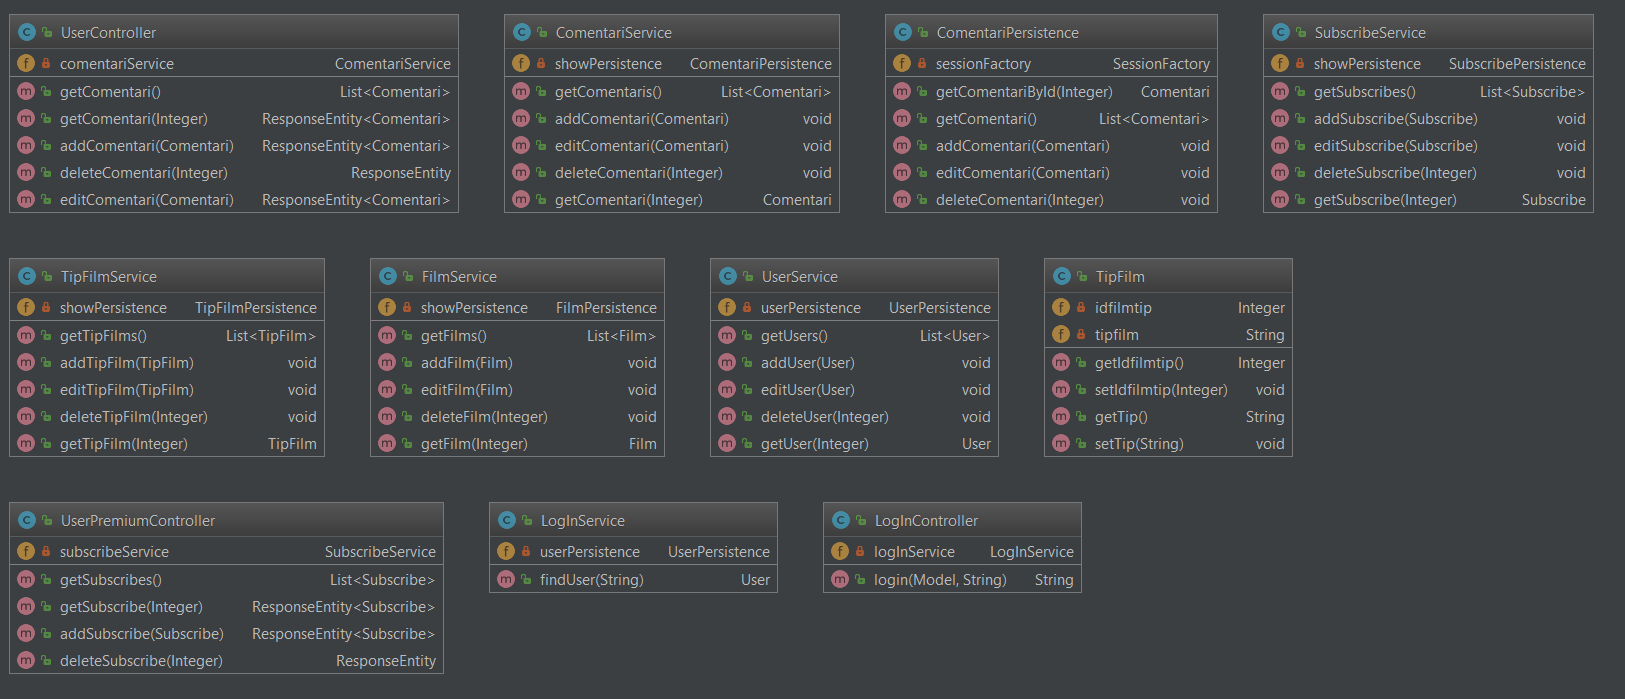 UserController
comentariService ComentariService
getComentari() List<Comentari>
getComentari(Integer) ResponseEntity<Comentari>
addComentari(Comentari) ResponseEntity<Comentari>
deleteComentari(Integer) ResponseEntity
editComentari(Comentari) ResponseEntity<Comentari>
ComentariService
showPersistence ComentariPersistence
getComentaris() List<Comentari>
addComentari(Comentari) void
editComentari(Comentari) void
deleteComentari(Integer) void
getComentari(Integer) Comentari
ComentariPersistence
sessionFactory SessionFactory
getComentariById(Integer) Comentari
getComentari() List<Comentari>
addComentari(Comentari) void
editComentari(Comentari) void
deleteComentari(Integer) void
SubscribeService
showPersistence SubscribePersistence
getSubscribes() List<Subscribe>
addSubscribe(Subscribe) void
editSubscribe(Subscribe) void
deleteSubscribe(Integer) void
getSubscribe(Integer) Subscribe
TipFilmService
showPersistence TipFilmPersistence
getTipFilms() List<TipFilm>
addTipFilm(TipFilm) void
editTipFilm(TipFilm) void
deleteTipFilm(Integer) void
getTipFilm(Integer) TipFilm
FilmService
showPersistence FilmPersistence
getFilms() List<Film>
addFilm(Film) void
editFilm(Film) void
deleteFilm(Integer) void
getFilm(Integer) Film
UserService
userPersistence UserPersistence
getUsers() List<User>
addUser(User) void
editUser(User) void
deleteUser(Integer) void
getUser(Integer) User
TipFilm
idfilmtip Integer
tipfilm String
getIdfilmtip() Integer
setIdfilmtip(Integer) void
getTip() String
setTip(String) void
UserPremiumController
subscribeService SubscribeService
getSubscribes() List<Subscribe>
getSubscribe(Integer) ResponseEntity<Subscribe>
addSubscribe(Subscribe) ResponseEntity<Subscribe>
deleteSubscribe(Integer) ResponseEntity
LogInService
userPersistence UserPersistence
findUser(String) User
LogInController
logInService LogInService
login(Model, String) String